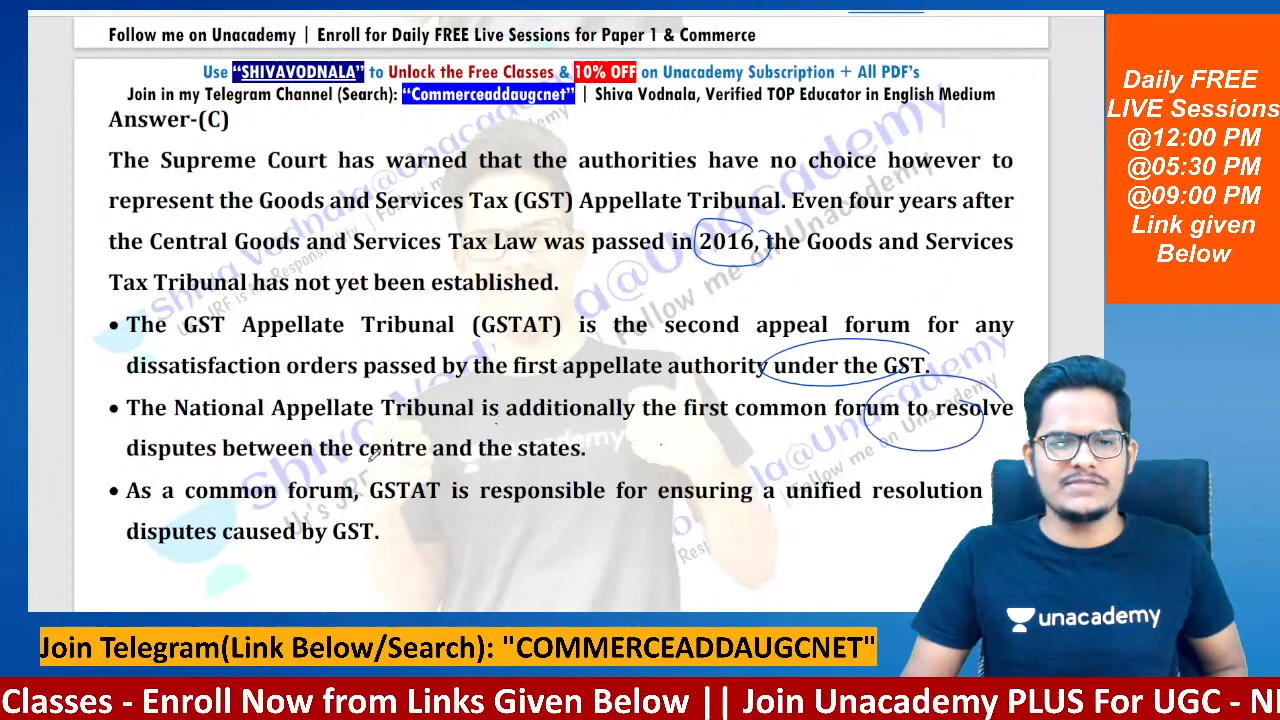 Follow me on Unacademy | Enroll for Daily FREE Live Sessions for Paper 1 & Commerce
Use “SHIVAVODNALA” to Unlock the Free Classes & 10% OFF on Unacademy Subscription + All PDF’s
Join in my Telegram Channel (Search): “Commerceaddaugcnet” | Shiva Vodnala, Verified TOP Educator in English Medium
Answer-(C)
The Supreme Court has warned that the authorities have no choice however to
represent the Goods and Services Tax (GST) Appellate Tribunal. Even four years after
the Central Goods and Services Tax Law was passed in 2016, the Goods and Services
Tax Tribunal has not yet been established.
• The GST Appellate Tribunal (GSTAT) is the second appeal forum for any
dissatisfaction orders passed by the first appellate authority under the GST.
• The National Appellate Tribunal is additionally the first common forum to resolve
disputes between the centre and the states.
• As a common forum, GSTAT is responsible for ensuring a unified resolution
disputes caused by GST.
Daily FREE
LIVE Sessions
@12:00 PM
@05:30 PM
@09:00 PM
Link given
Below
unacademy
Join Telegram(Link Below/Search): "COMMERCEADDAUGCNET"
Classes - Enroll Now from Links Given Below || Join Unacademy PLUS For UGC -